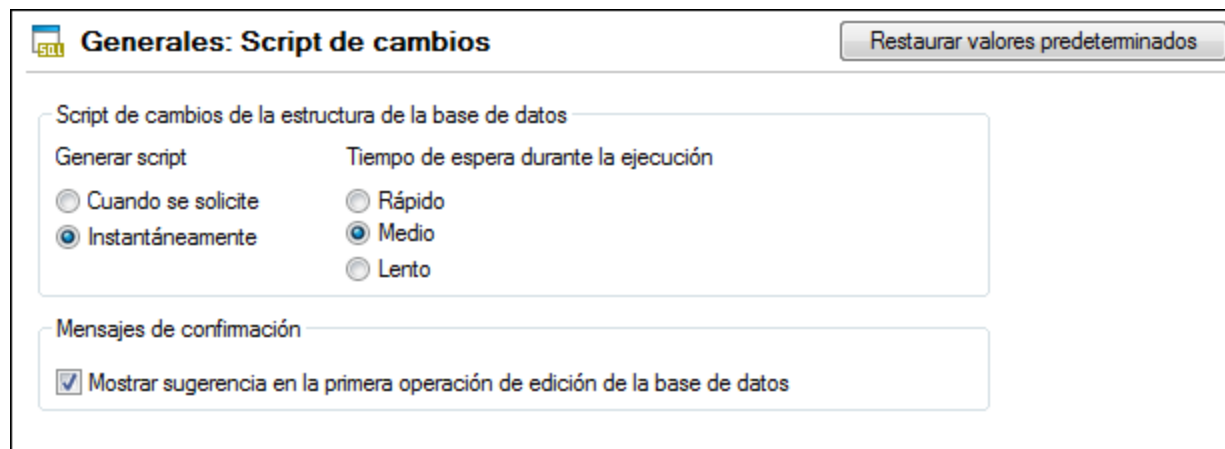 SQL
Generales: Script de cambios
Restaurar valores predeterminados
Script de cambios de la estructura de la base de datos
Generar script
Tiempo de espera durante la ejecución
Cuando se solicite
Rápido
Instantáneamente
Medio
Lento
Mensajes de confirmación
Mostrar sugerencia en la primera operación de edición de la base de datos